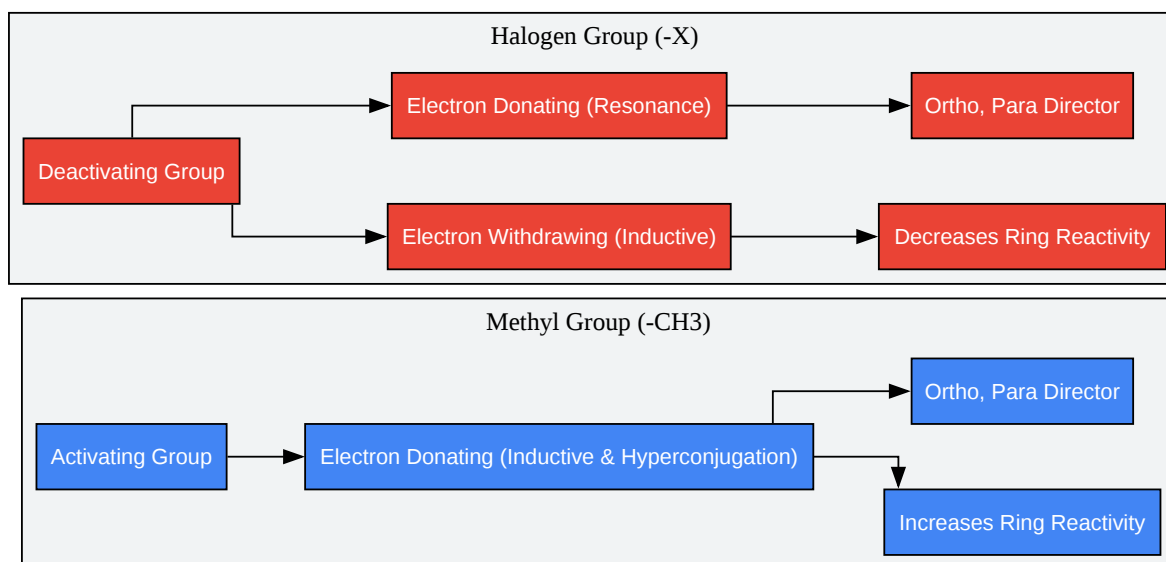 Halogen Group (-X)
Electron Donating (Resonance)
Ortho, Para Director
Deactivating Group
Electron Withdrawing (Inductive)
Decreases Ring Reactivity
Methyl Group (-CH3)
Ortho, Para Director
Activating Group
Electron Donating (Inductive & Hyperconjugation)
Increases Ring Reactivity